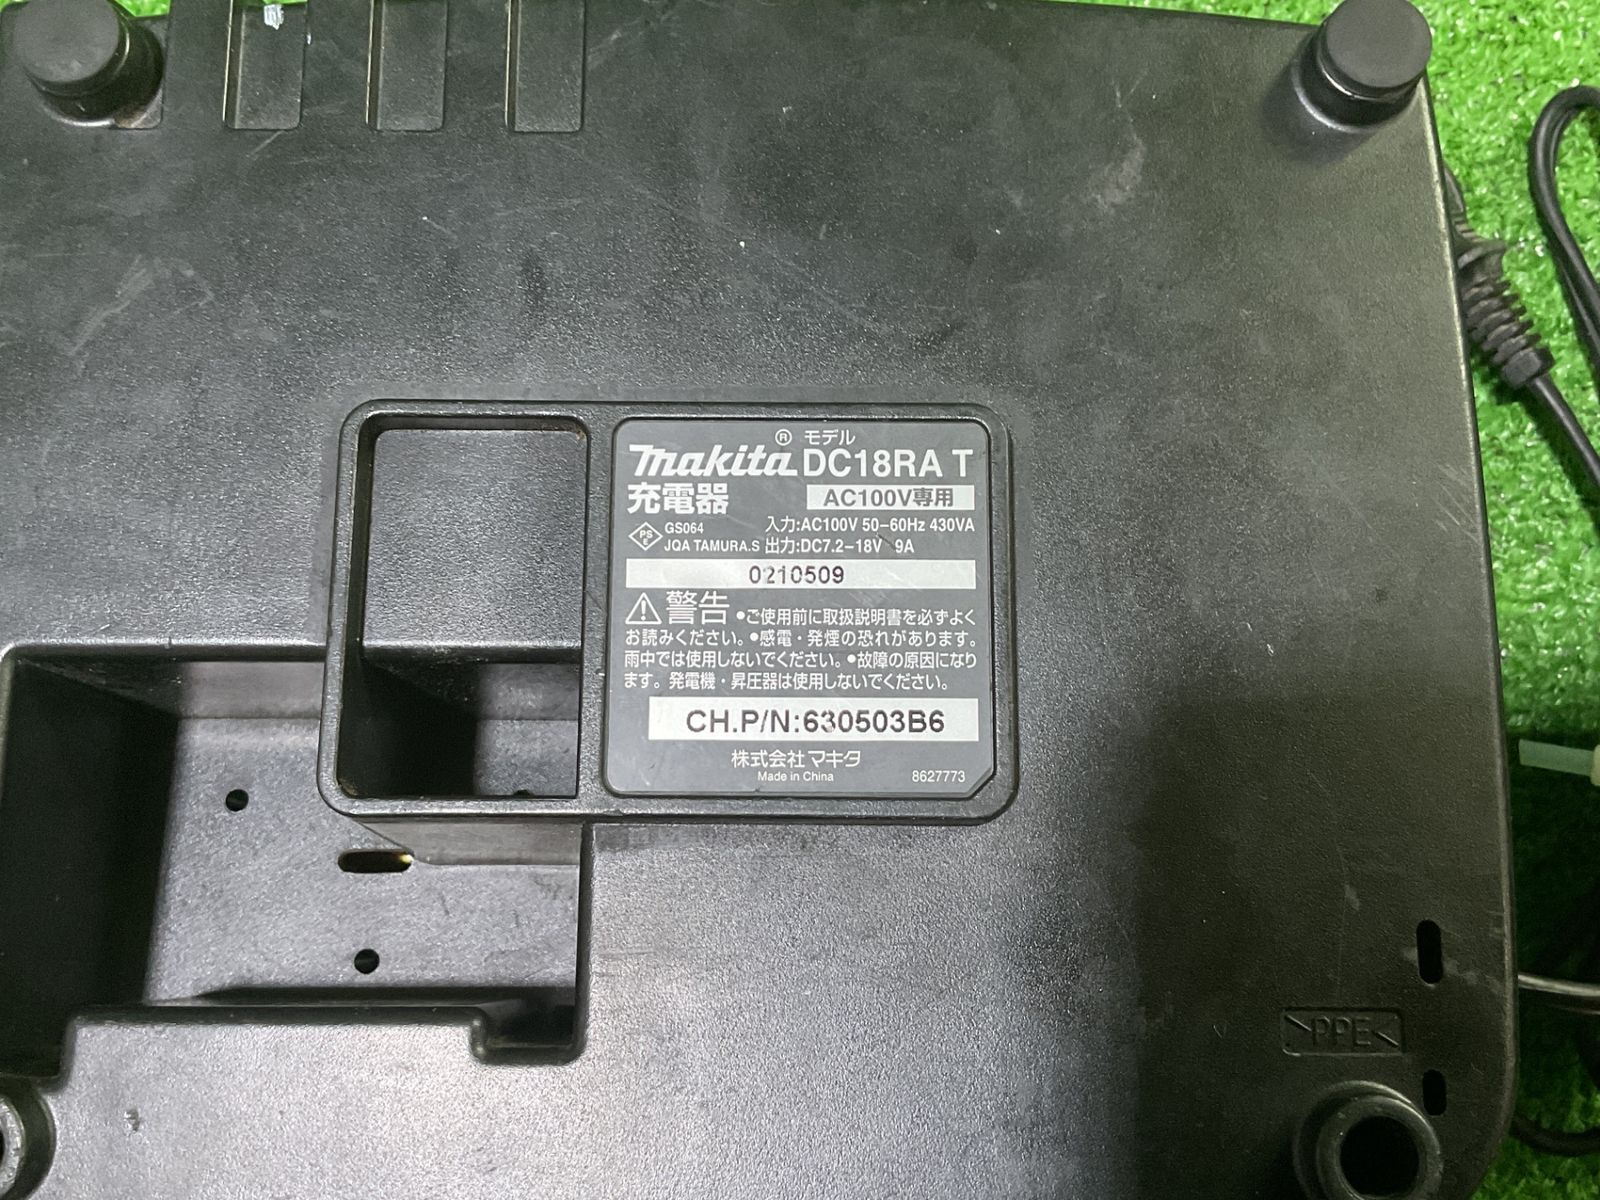 makita® モデル DC18RA T
充電器 AC100V専用
PSE GS064 入力:AC100V 50−60Hz 430VA
JQA TAMURA.S 出力:DC7.2−18V 9A
0210509
警告 •ご使用前に取扱説明書を必ずよく
お読みください。•感電・発煙の恐れがあります。
雨中では使用しないでください。•故障の原因になり
ます。発電機・昇圧器は使用しないでください。
CH.P/N:630503B6
株式会社マキタ
Made in China 8627773
>PPE<